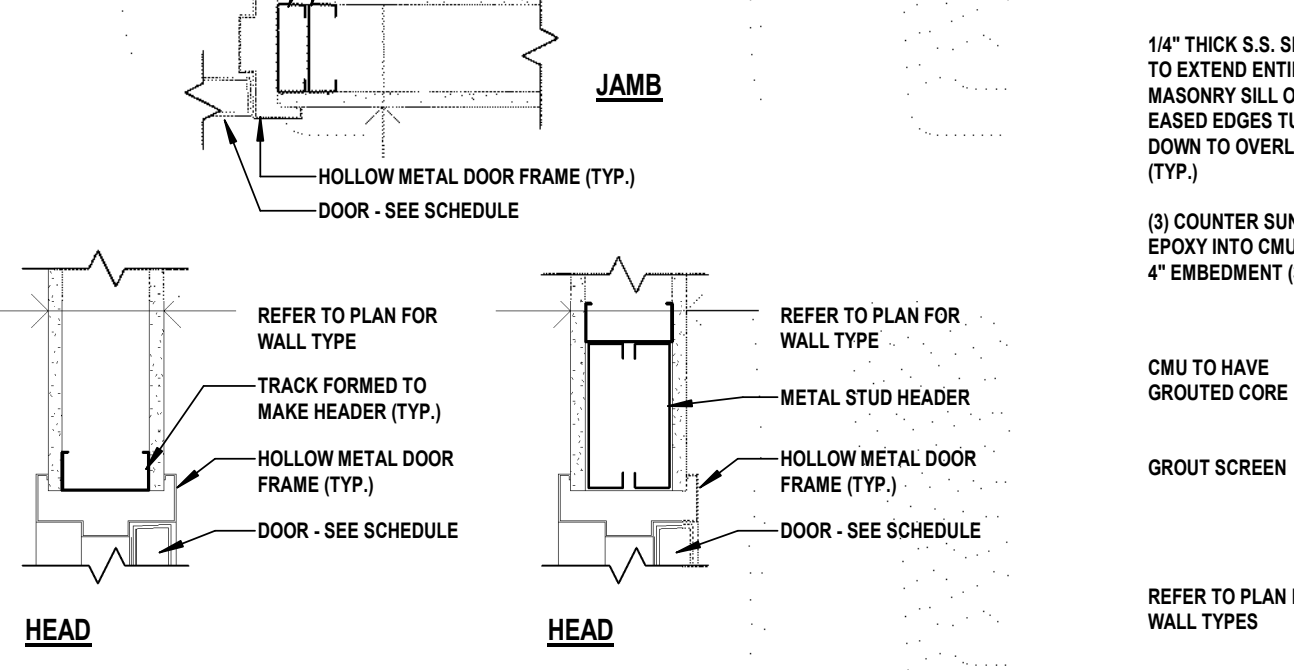 JAMB
HOLLOW METAL DOOR FRAME (TYP.)
DOOR - SEE SCHEDULE
REFER TO PLAN FOR
WALL TYPE
TRACK FORMED TO
MAKE HEADER (TYP.)
HOLLOW METAL DOOR
FRAME (TYP.)
DOOR - SEE SCHEDULE
HEAD
REFER TO PLAN FOR
WALL TYPE
METAL STUD HEADER
HOLLOW METAL DOOR
FRAME (TYP.)
DOOR - SEE SCHEDULE
HEAD
1/4" THICK S.S.
TO EXTEND
MASONRY SILL
EASED EDGES
DOWN TO
(TYP.)
(3) COUNTER
EPOXY INTO CMU
4" EMBEDMENT
CMU TO HAVE
GROUTED CORE
GROUT SCREEN
REFER TO PLAN
WALL TYPES